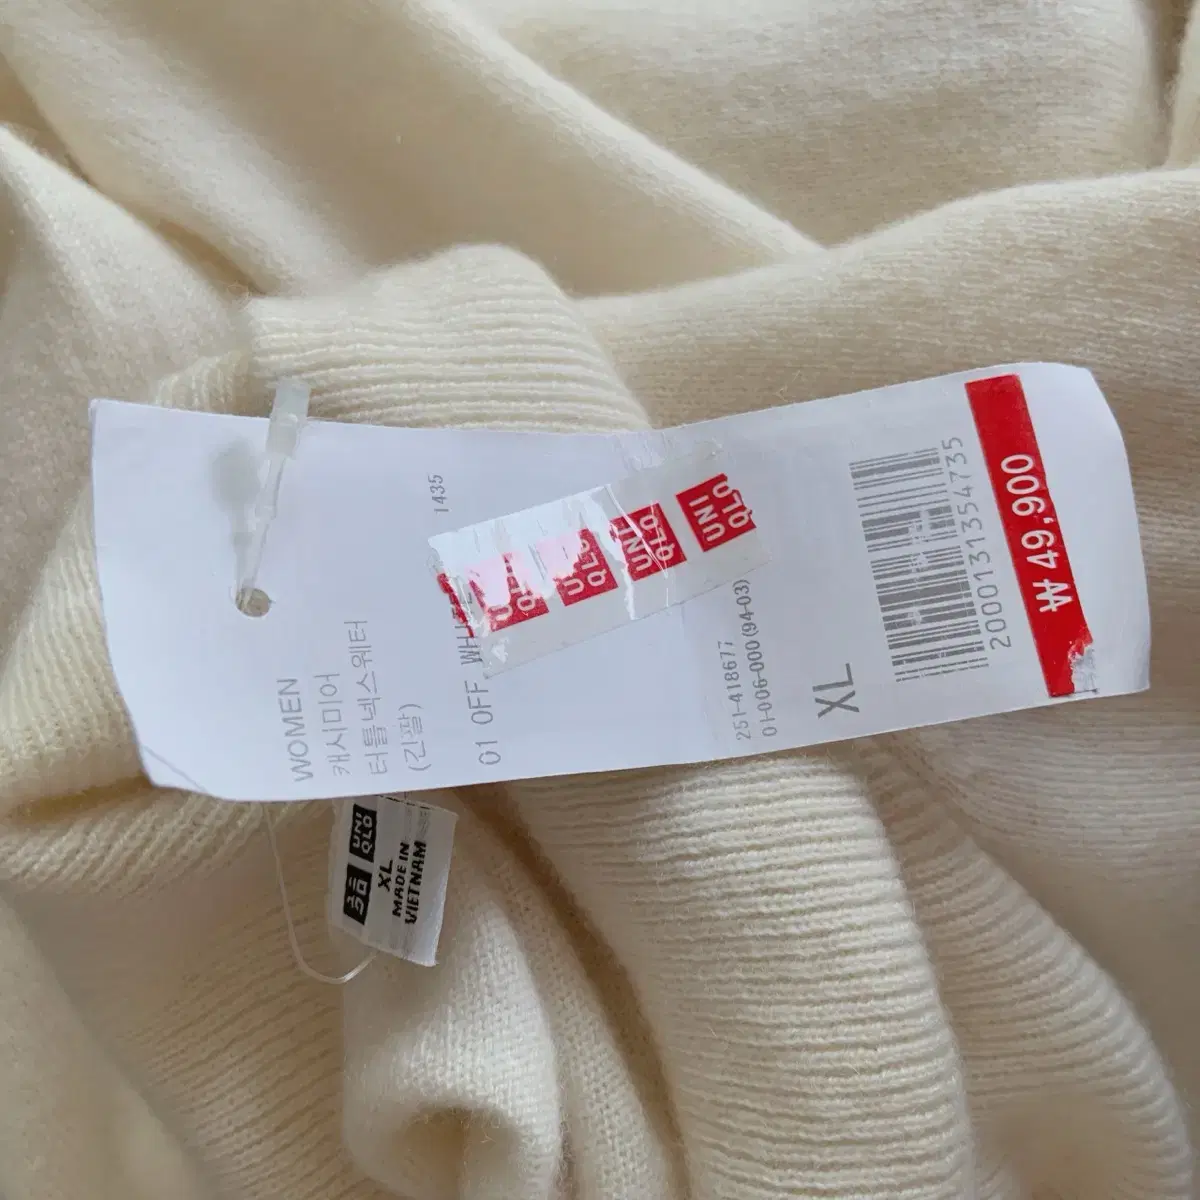 WOMEN
캐시미어
터틀넥스웨터
(긴팔)
1435
01 OFF WHITE
UNI
QLO
UNI
QLO
UNI
QLO
UNI
QLO
251-418677
01-006-000(94-03)
XL
2000131354735
₩ 49,900
UNI
QLO
XL
MADE IN
VIETNAM